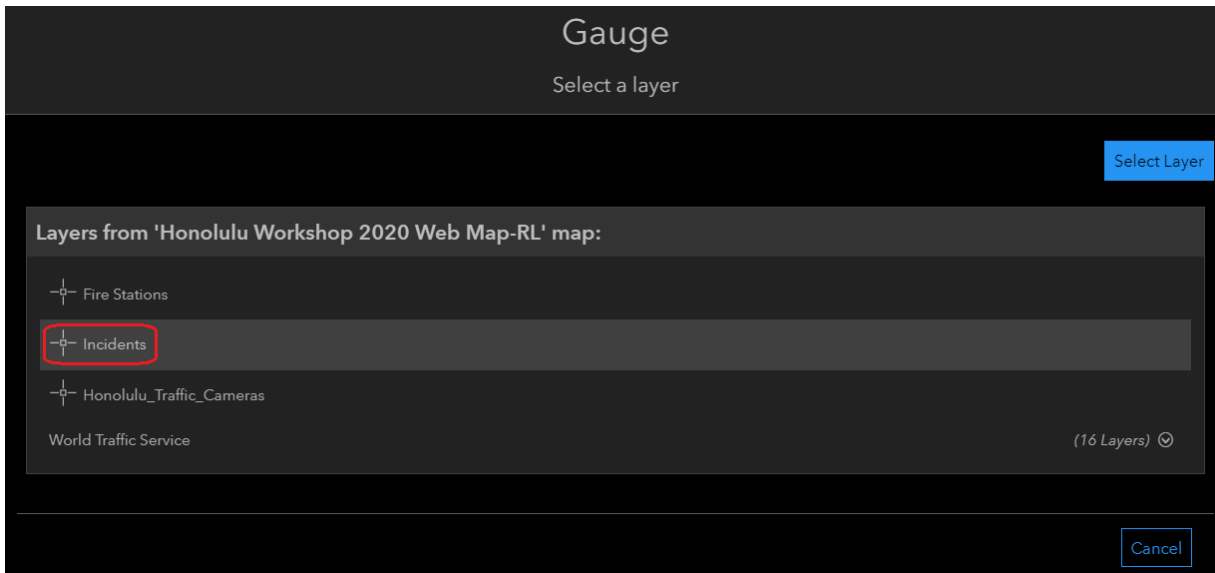 Gauge
Select a layer
Select Layer
Layers from 'Honolulu Workshop 2020 Web Map-RL' map:
Fire Stations
Incidents
Honolulu_Traffic_Cameras
World Traffic Service (16 Layers)
Cancel